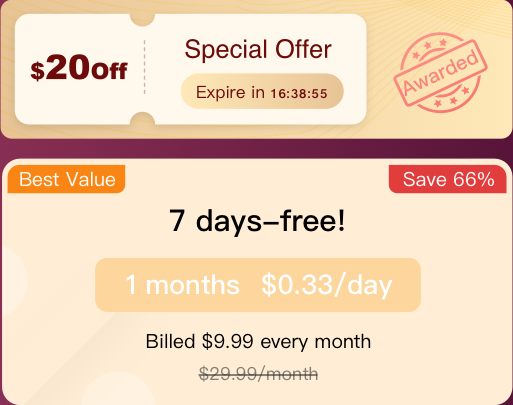 $20Off
Special Offer
Expire in 16:38:55
Awarded
Best Value
Save 66%
7 days–free!
1 months $0.33/day
Billed $9.99 every month
$29.99/month